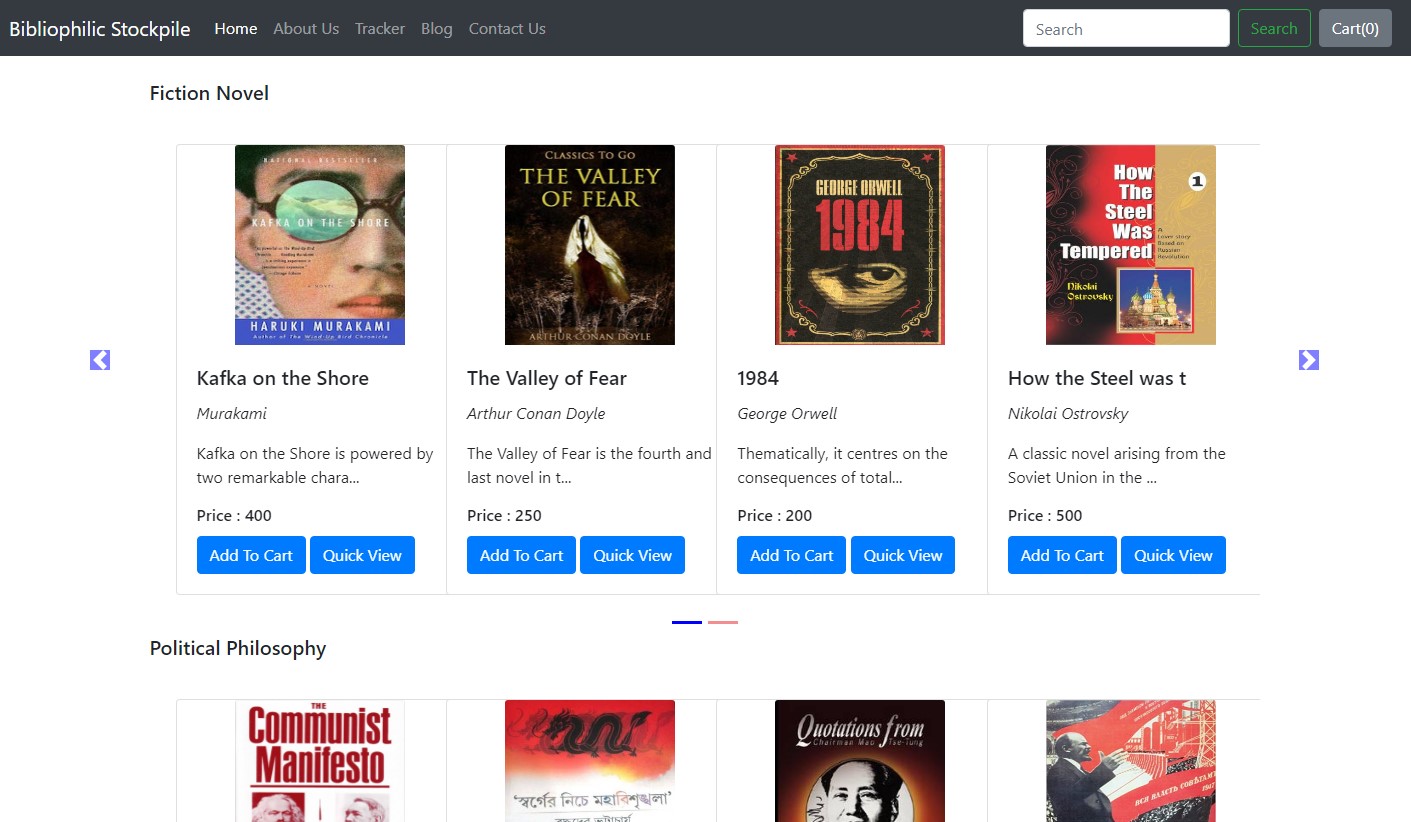 Bibliophilic Stockpile Home About Us Tracker Blog Contact Us Search Search Cart(0)
Fiction Novel
NATIONAL BESTSELLER
KAFKA ON THE SHORE
A NOVEL
HARUKI MURAKAMI
Author of The Wind-Up Bird Chronicle
CLASSICS TO GO
THE VALLEY
OF FEAR
ARTHUR CONAN DOYLE
GEORGE ORWELL
1984
How
The
Steel
Was
Tempered
1
A
Lover story
Based on
Russian
Revolution
Nikolai
Ostrovsky
Kafka on the Shore
Murakami
Kafka on the Shore is powered by
two remarkable chara...
Price : 400
Add To Cart Quick View
The Valley of Fear
Arthur Conan Doyle
The Valley of Fear is the fourth and
last novel in t...
Price : 250
Add To Cart Quick View
1984
George Orwell
Thematically, it centres on the
consequences of total...
Price : 200
Add To Cart Quick View
How the Steel was t
Nikolai Ostrovsky
A classic novel arising from the
Soviet Union in the ...
Price : 500
Add To Cart Quick View
Political Philosophy
THE
Communist
Manifesto
‘স্বর্গের নিচে মহাবিশৃঙ্খলা’
Quotations from
Chairman Mao Tse-tung
ВСЯ ВЛАСТЬ СОВѢТАМ
1917